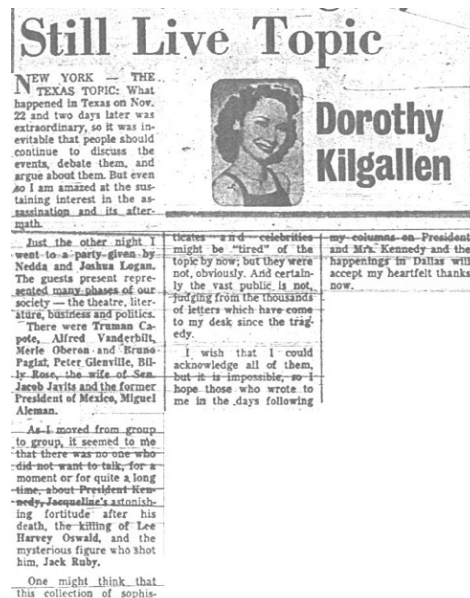 Still Live Topic
NEW YORK — THE
TEXAS TOPIC: What
happened in Texas on Nov.
22 and two days later was
extraordinary, so it was in-
evitable that people should
continue to discuss the
events, debate them, and
argue about them. But even
so I am amazed at the sus-
taining interest in the as-
sassination and its after-
math.
Just the other night I
went to a party given by
Nedda and Joshua Logan.
The guests present repre-
sented many phases of our
society — the theatre, liter-
ature, business and politics.
There were Truman Ca-
pote, Alfred Vanderbilt,
Merle Oberon and Bruno
Pagliai, Peter Glenville, Bil-
ly Rose, the wife of Sen.
Jacob Javits and the former
President of Mexico, Miguel
Aleman.
As I moved from group
to group, it seemed to me
that there was no one who
did not want to talk, for a
moment or for quite a long
time, about President Ken-
nedy, Jacqueline's astonish-
ing fortitude after his
death, the killing of Lee
Harvey Oswald, and the
mysterious figure who shot
him, Jack Ruby.
One might think that
this collection of sophis-
Dorothy
Kilgallen
ticates and celebrities
might be "tired" of the
topic by now; but they were
not, obviously. And certain-
ly the vast public is not,
judging from the thousands
of letters which have come
to my desk since the trag-
edy.
I wish that I could
acknowledge all of them,
but it is impossible, so I
hope those who wrote to
me in the days following
my columns on President
and Mrs. Kennedy and the
happenings in Dallas will
accept my heartfelt thanks
now.